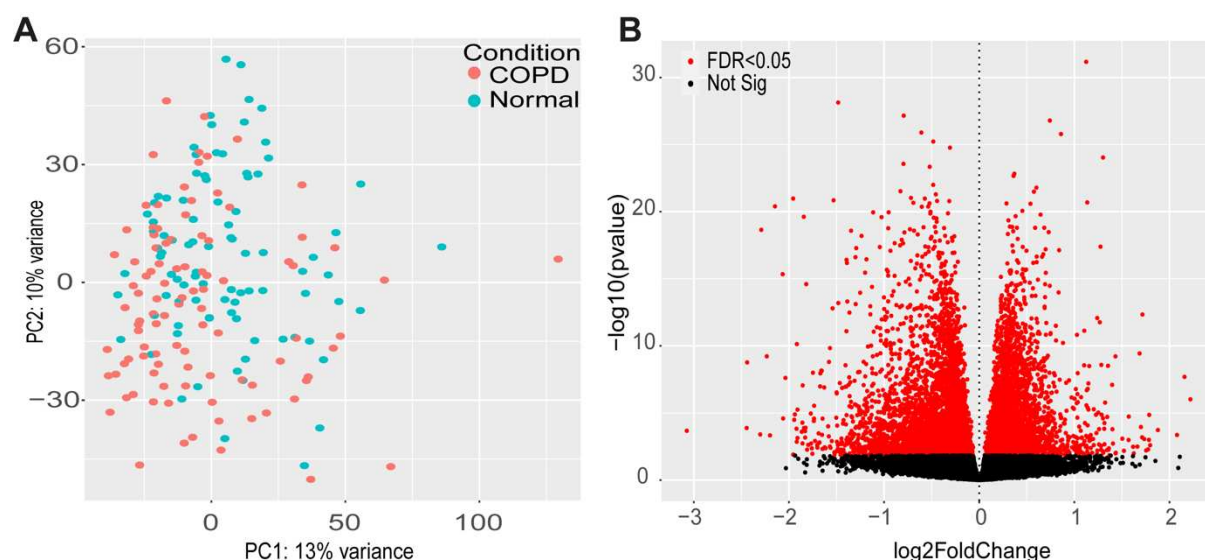 A
Condition
COPD
Normal
60
30
0
−30
PC2: 10% variance
0
50
100
PC1: 13% variance
B
FDR<0.05
Not Sig
30
20
10
0
−log10(pvalue)
−3
−2
−1
0
1
2
log2FoldChange